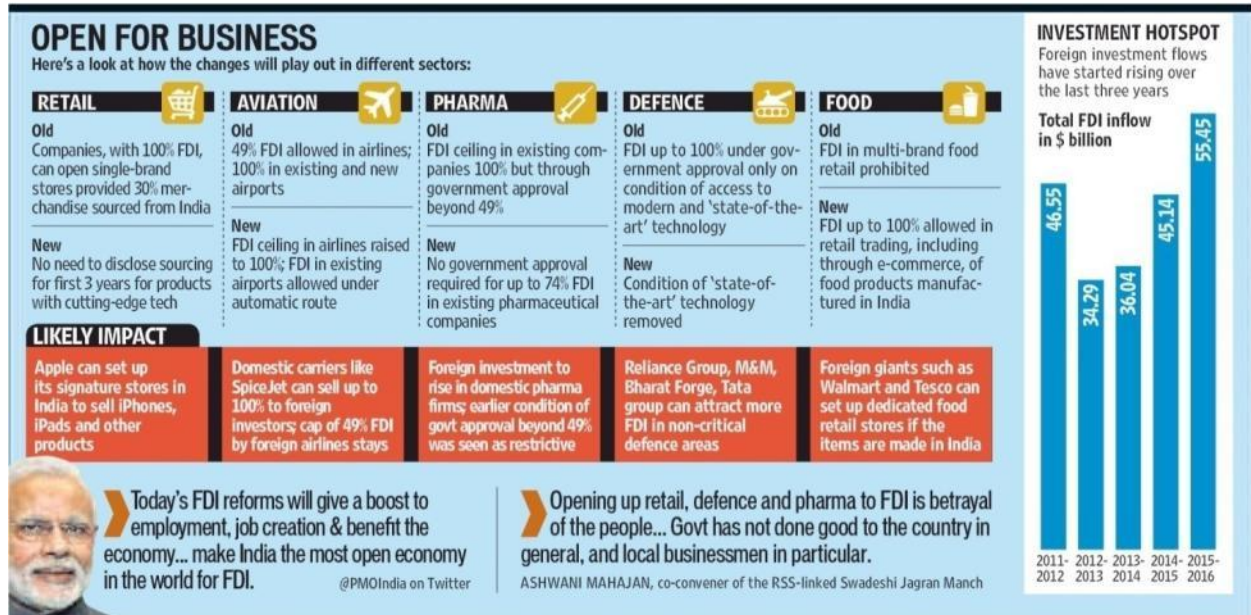 OPEN FOR BUSINESS
Here's a look at how the changes will play out in different sectors:
RETAIL
Old
Companies, with 100% FDI,
can open single-brand
stores provided 30% mer-
chandise sourced from India
New
No need to disclose sourcing
for first 3 years for products
with cutting-edge tech
AVIATION
Old
49% FDI allowed in airlines;
100% in existing and new
airports
New
FDI ceiling in airlines raised
to 100%; FDI in existing
airports allowed under
automatic route
PHARMA
Old
FDI ceiling in existing com-
panies 100% but through
government approval
beyond 49%
New
No government approval
required for up to 74% FDI
in existing pharmaceutical
companies
DEFENCE
Old
FDI up to 100% under gov-
ernment approval only on
condition of access to
modern and 'state-of-the-
art' technology
New
Condition of 'state-of-
the-art' technology
removed
FOOD
Old
FDI in multi-brand food
retail prohibited
New
FDI up to 100% allowed in
retail trading, including
through e-commerce, of
food products manufac-
tured in India
LIKELY IMPACT
Apple can set up
its signature stores in
India to sell iPhones,
iPads and other
products
Domestic carriers like
SpiceJet can sell up to
100% to foreign
investors; cap of 49% FDI
by foreign airlines stays
Foreign investment to
rise in domestic pharma
firms; earlier condition of
govt approval beyond 49%
was seen as restrictive
Reliance Group, M&M,
Bharat Forge, Tata
group can attract more
FDI in non-critical
defence areas
Foreign giants such as
Walmart and Tesco can
set up dedicated food
retail stores if the
items are made in India
Today's FDI reforms will give a boost to
employment, job creation & benefit the
economy... make India the most open economy
in the world for FDI.
@PMOIndia on Twitter
Opening up retail, defence and pharma to FDI is betrayal
of the people... Govt has not done good to the country in
general, and local businessmen in particular.
ASHWANI MAHAJAN, co-convener of the RSS-linked Swadeshi Jagran Manch
INVESTMENT HOTSPOT
Foreign investment flows
have started rising over
the last three years
Total FDI inflow
in $ billion
46.55
34.29
36.04
45.14
55.45
2011- 2012- 2013- 2014- 2015-
2012 2013 2014 2015 2016